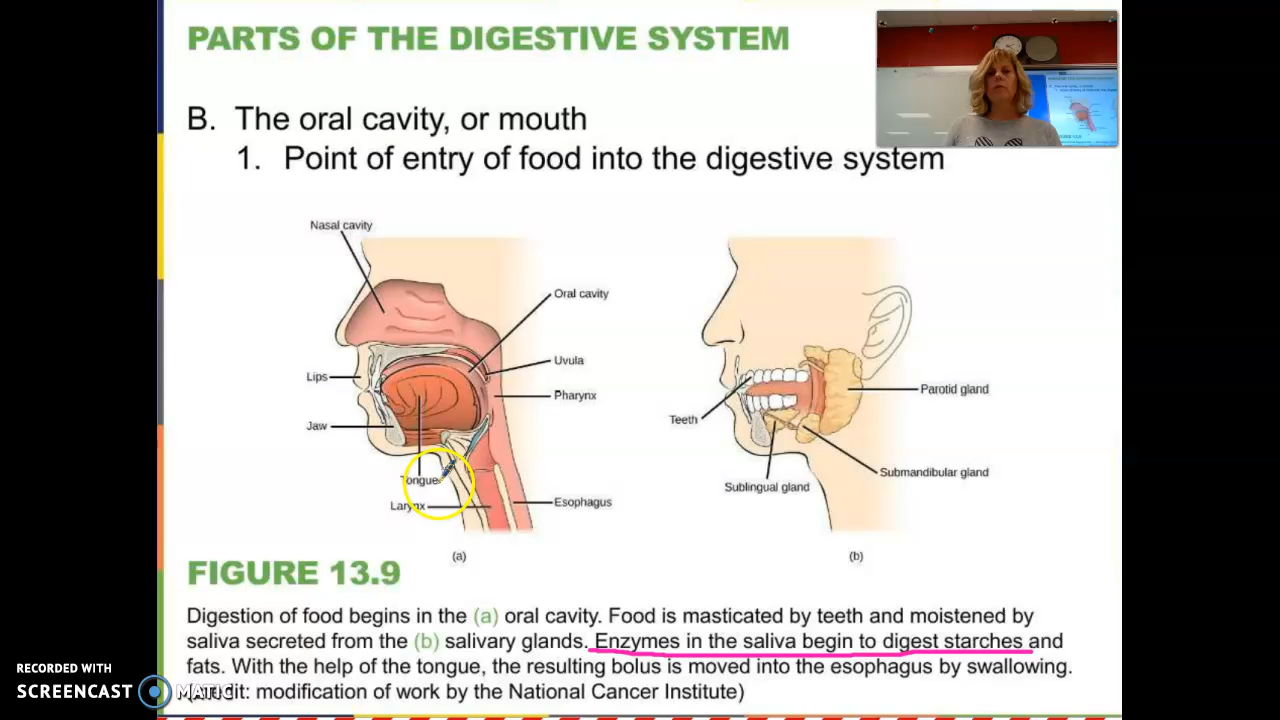 PARTS OF THE DIGESTIVE SYSTEM
B. The oral cavity, or mouth
1. Point of entry of food into the digestive system
Nasal cavity
Oral cavity
Uvula
Lips
Pharynx
Jaw
Tongue
Larynx
Esophagus
(a)
Parotid gland
Teeth
Submandibular gland
Sublingual gland
(b)
FIGURE 13.9
Digestion of food begins in the (a) oral cavity. Food is masticated by teeth and moistened by
saliva secreted from the (b) salivary glands. Enzymes in the saliva begin to digest starches and
fats. With the help of the tongue, the resulting bolus is moved into the esophagus by swallowing.
modification of work by the National Cancer Institute)
RECORDED WITH
SCREENCAST MATIC